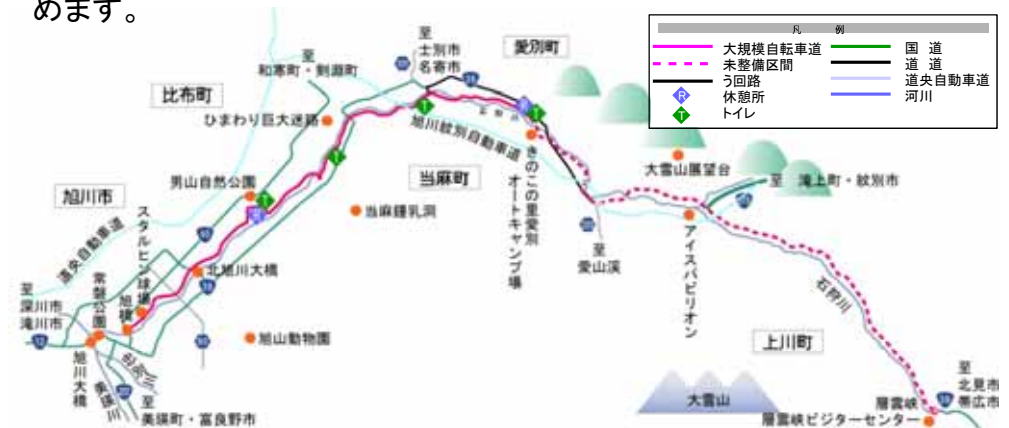 めます。
凡 例
大規模自転車道
国 道
未整備区間
道 道
う回路
道央自動車道
休憩所
河川
トイレ
R
T
至
士別市
名寄市
愛別町
至
和寒町・剣淵町
比布町
ひまわり巨大迷路
39
R
T
T
旭川紋別自動車道
きのこの里愛別
オートキャンプ場
大雪山展望台
至 滝上町・紋別市
当麻町
T
男山自然公園
旭川市
T
R
当麻鍾乳洞
スタルヒン球場
道央自動車道
40
北旭川大橋
39
至
愛山渓
アイスパビリオン
石狩川
至
深川市
滝川市
常磐公園
旭橋
12
旭山動物園
上川町
旭川大橋
美瑛川
至
美瑛町・富良野市
大雪山
層雲峡
層雲峡ビジターセンター
39
至
北見市
帯広市